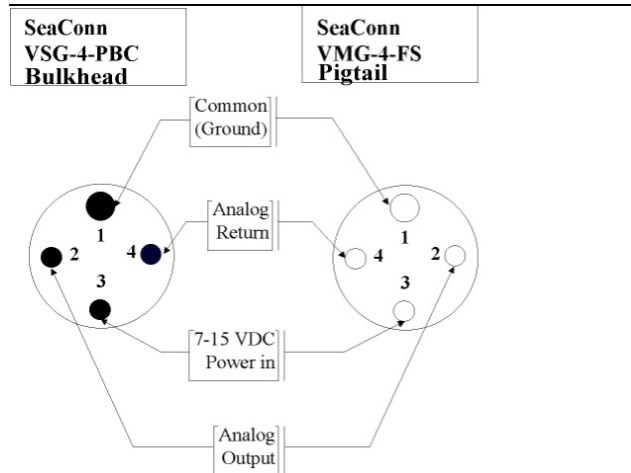 SeaConn
VSG-4-PBC
Bulkhead
SeaConn
VMG-4-FS
Pigtail
Common
(Ground)
1
2
4
3
Analog
Return
1
4
2
3
7-15 VDC
Power in
Analog
Output